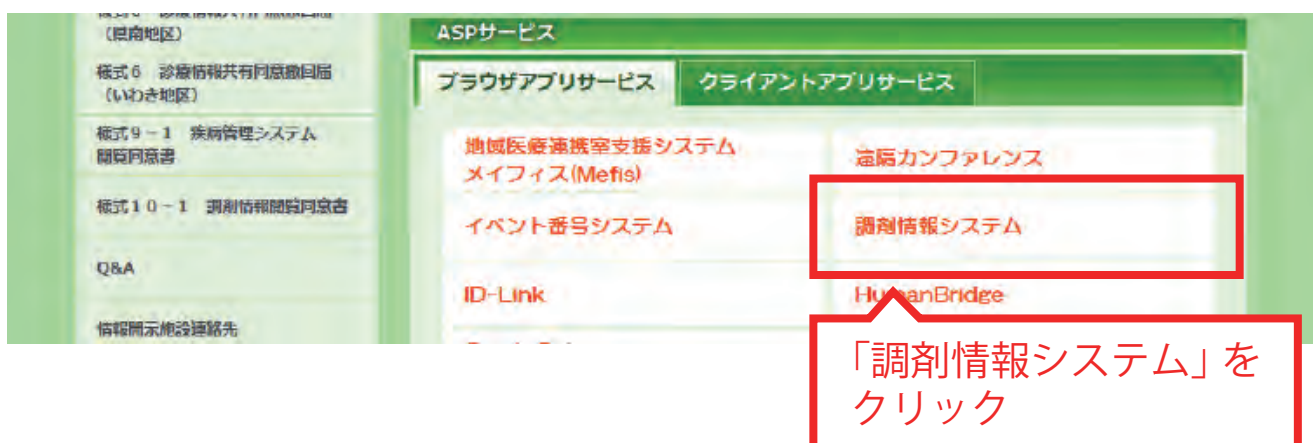 （県南地区）
様式６　診療情報共有同意撤回届
（いわき地区）
様式９－１　疾病管理システム
閲覧同意書
様式１０－１　調剤情報閲覧同意書
Q&A
情報開示施設連絡先
ASPサービス
ブラウザアプリサービス　クライアントアプリサービス
地域医療連携室支援システム
メイフィス(Mefis)
遠隔カンファレンス
イベント番号システム
調剤情報システム
ID-Link
HumanBridge
「調剤情報システム」を
クリック